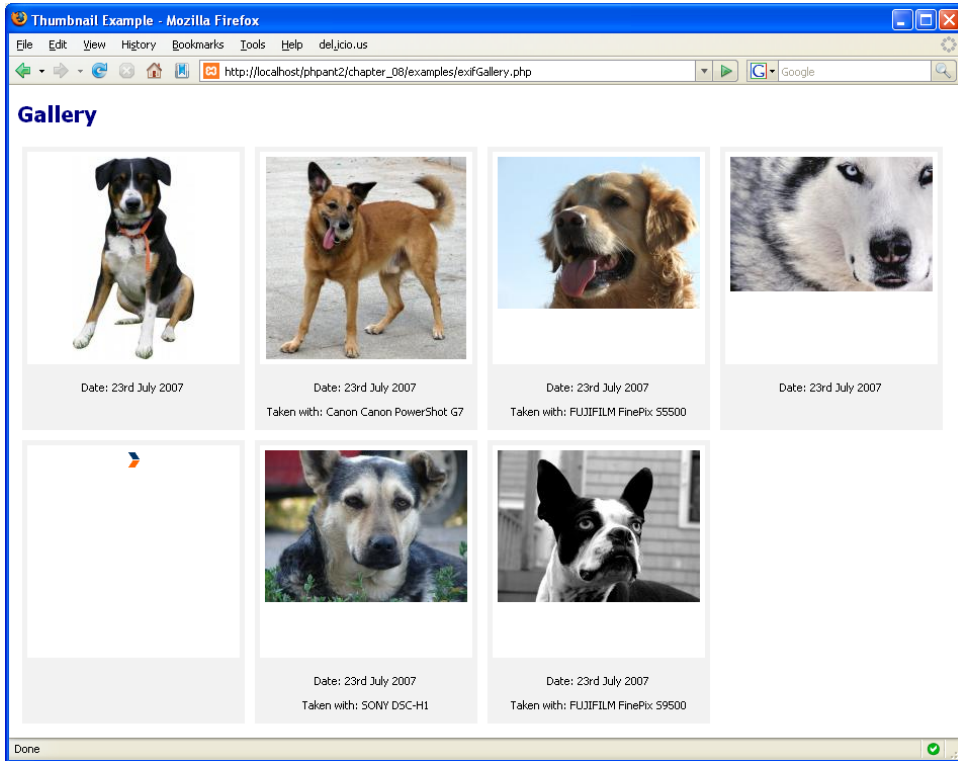 Thumbnail Example - Mozilla Firefox
File Edit View History Bookmarks Tools Help del.icio.us
http://localhost/phpant2/chapter_08/examples/exifGallery.php
G Google
Gallery
Date: 23rd July 2007
Date: 23rd July 2007
Taken with: Canon Canon PowerShot G7
Date: 23rd July 2007
Taken with: FUJIFILM FinePix S5500
Date: 23rd July 2007
Date: 23rd July 2007
Taken with: SONY DSC-H1
Date: 23rd July 2007
Taken with: FUJIFILM FinePix S9500
Done